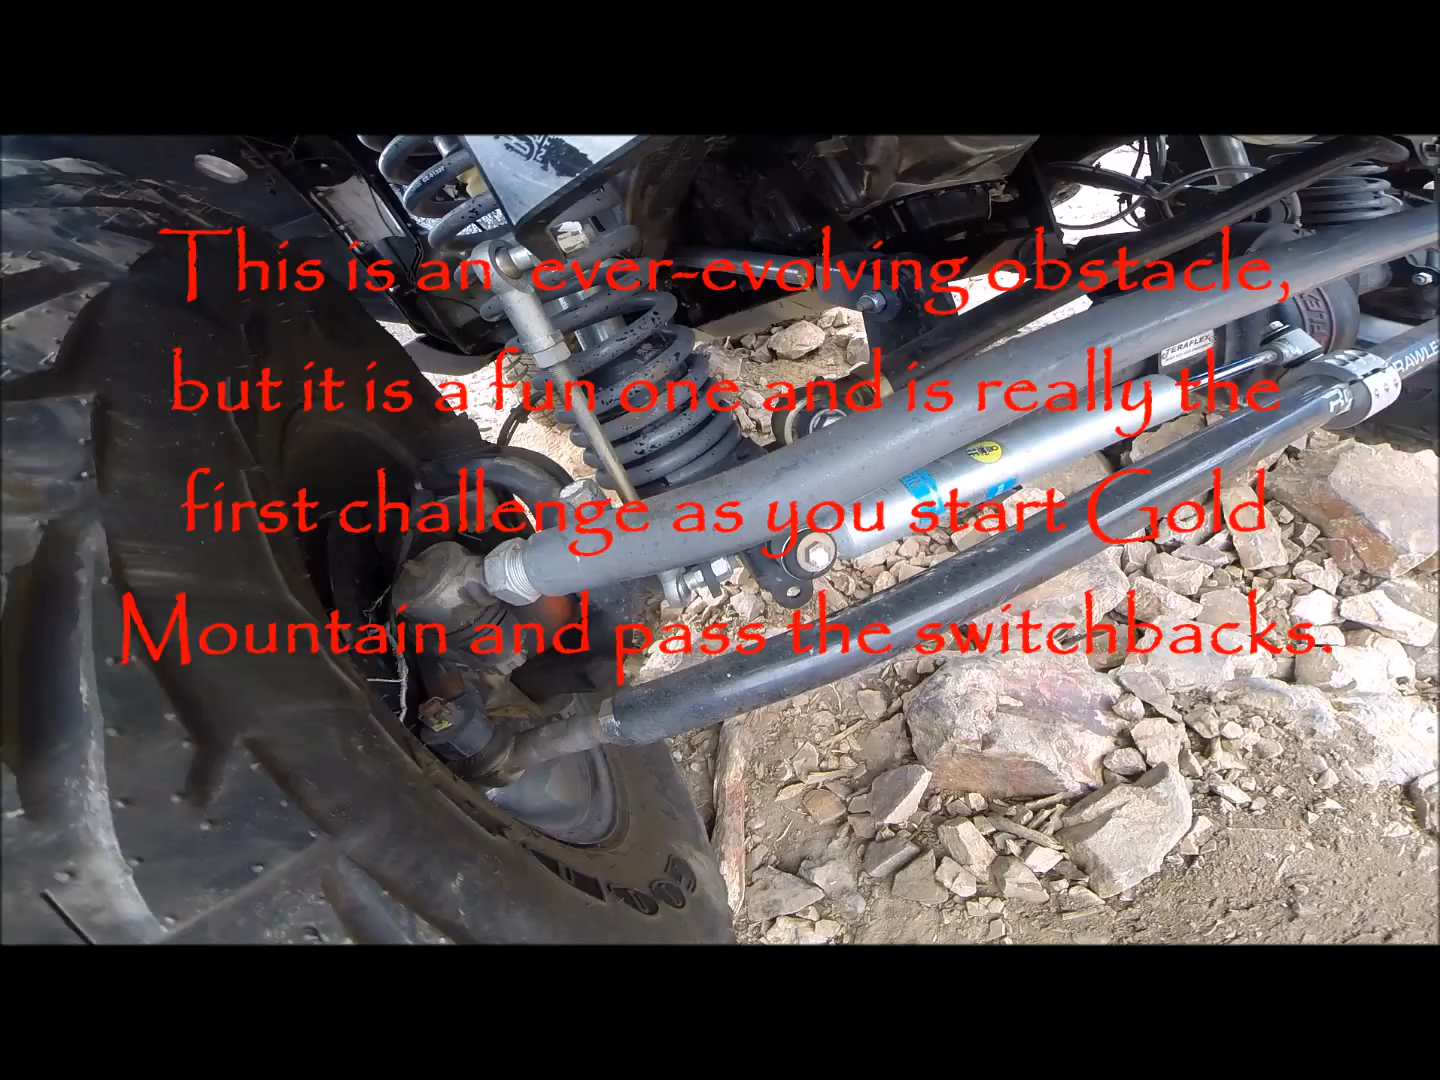 This is an ever-evolving obstacle,
but it is a fun one and is really the
first challenge as you start Gold
Mountain and pass the switchbacks.
TERAFLEX